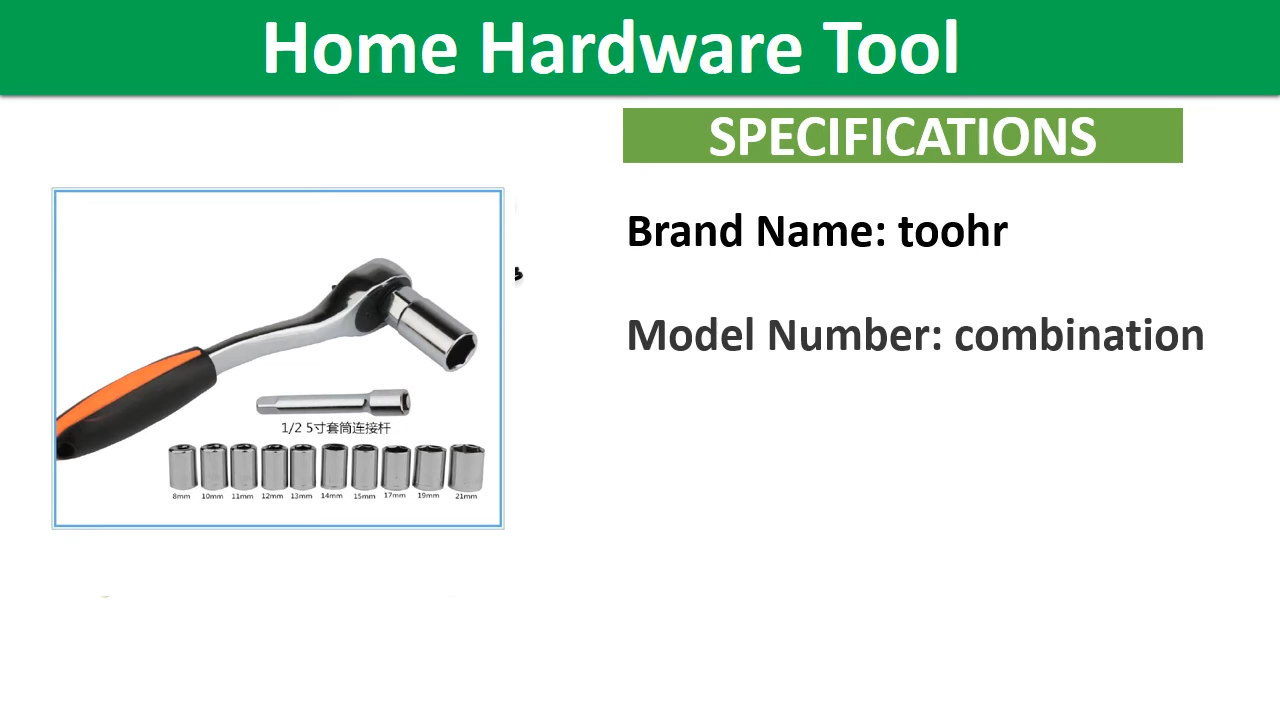 Home Hardware Tool
SPECIFICATIONS
Brand Name: toohr
Model Number: combination
1/2 5寸套筒连接杆
8mm 10mm 11mm 12mm 13mm 14mm 15mm 17mm 19mm 21mm